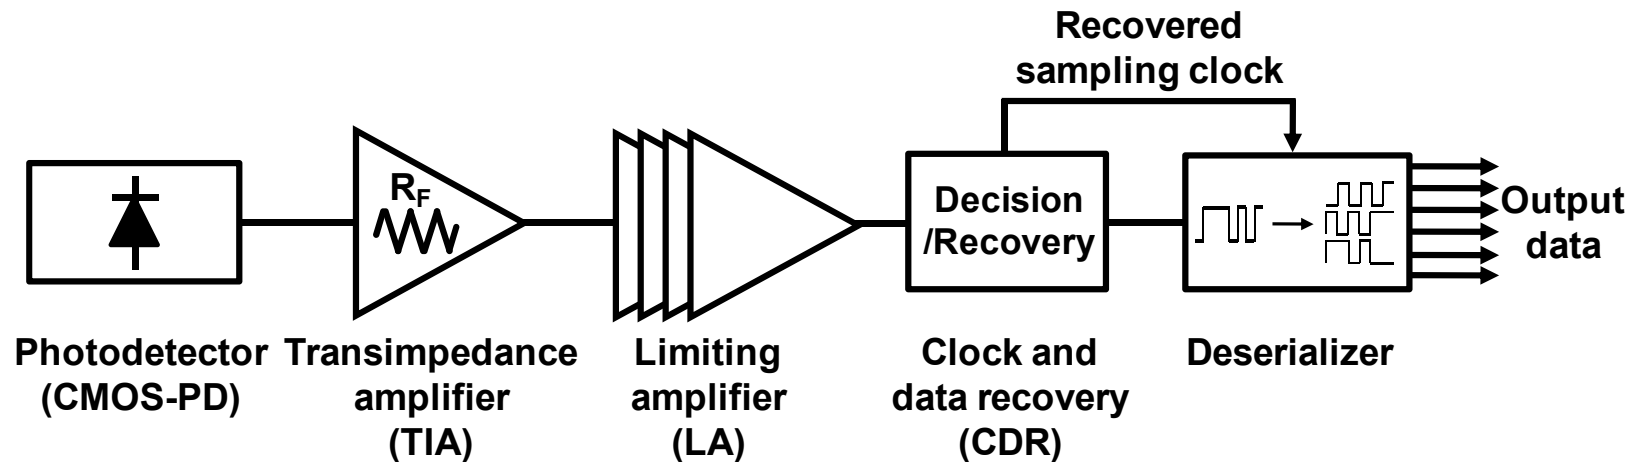 Recovered
sampling clock
R_F
Decision
/Recovery
Output
data
Photodetector
(CMOS-PD)
Transimpedance
amplifier
(TIA)
Limiting
amplifier
(LA)
Clock and
data recovery
(CDR)
Deserializer